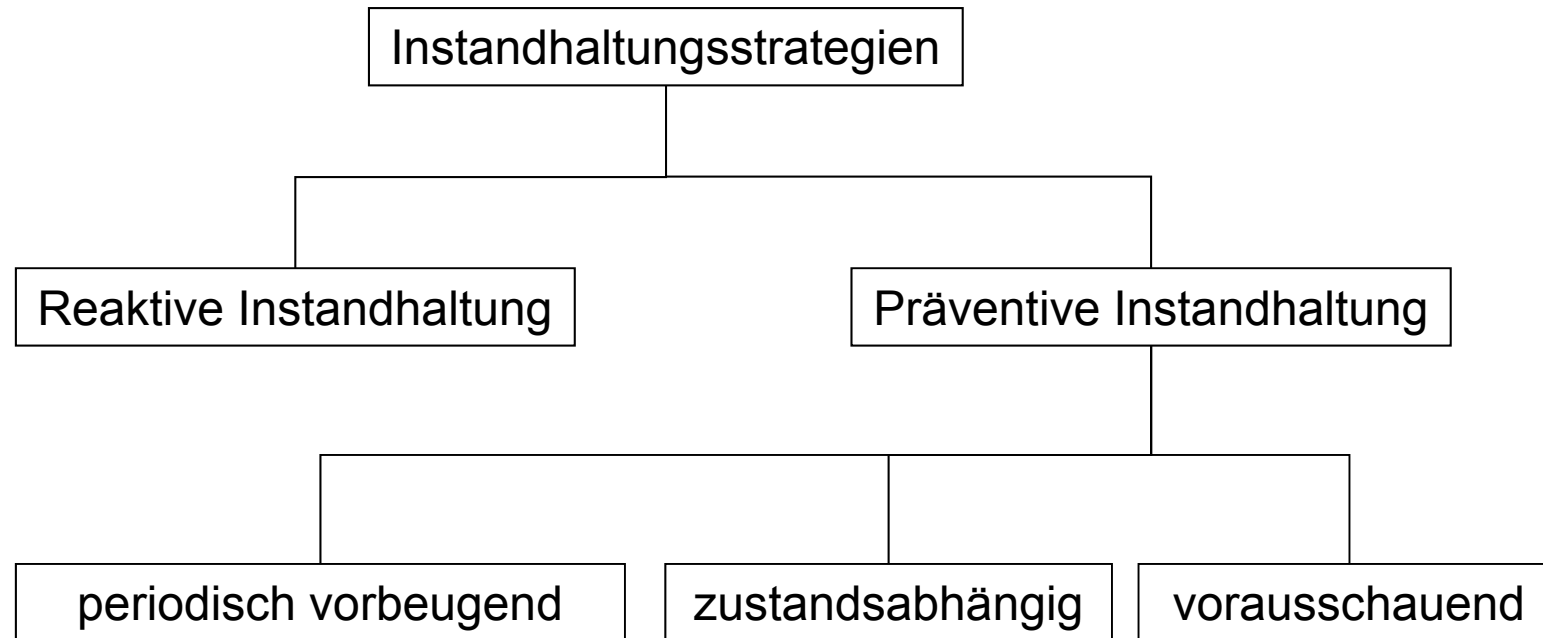 Instandhaltungsstrategien
Reaktive Instandhaltung
Präventive Instandhaltung
periodisch vorbeugend
zustandsabhängig
vorausschauend